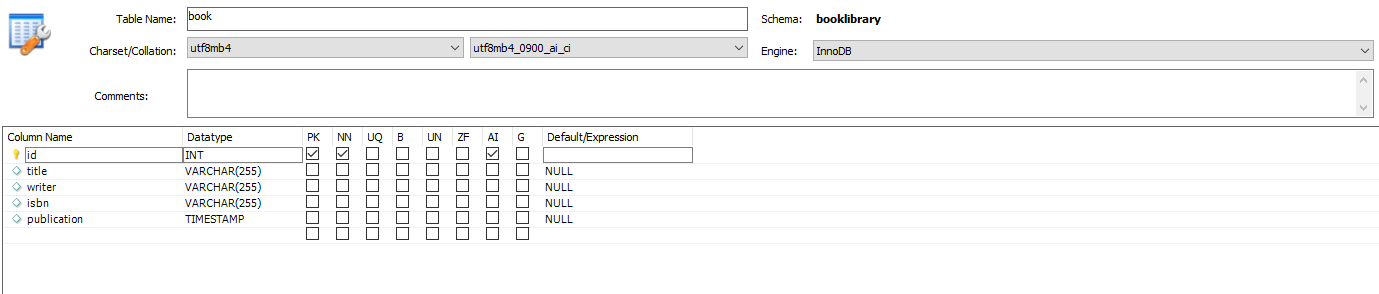 Table Name: book Schema: booklibrary
Charset/Collation: utf8mb4 utf8mb4_0900_ai_ci Engine: InnoDB
Comments:
Column Name Datatype PK NN UQ B UN ZF AI G Default/Expression
id INT
title VARCHAR(255) NULL
writer VARCHAR(255) NULL
isbn VARCHAR(255) NULL
publication TIMESTAMP NULL